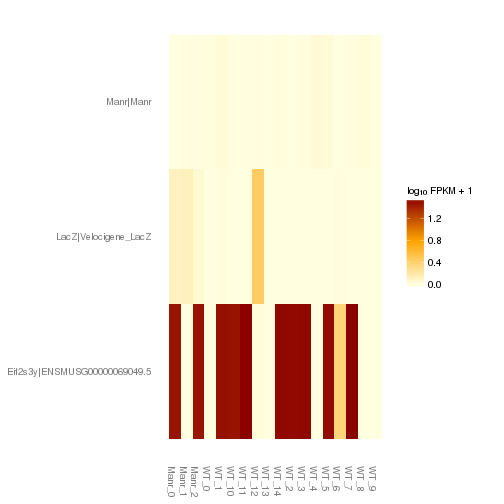 Manr|Manr
LacZ|Velocigene_LacZ
Eif2s3y|ENSMUSG00000069049.5
log₁₀ FPKM + 1
1.2
0.8
0.4
0.0
Manr_0
Manr_1
Manr_2
WT_0
WT_1
WT_10
WT_11
WT_12
WT_13
WT_14
WT_2
WT_3
WT_4
WT_5
WT_6
WT_7
WT_8
WT_9